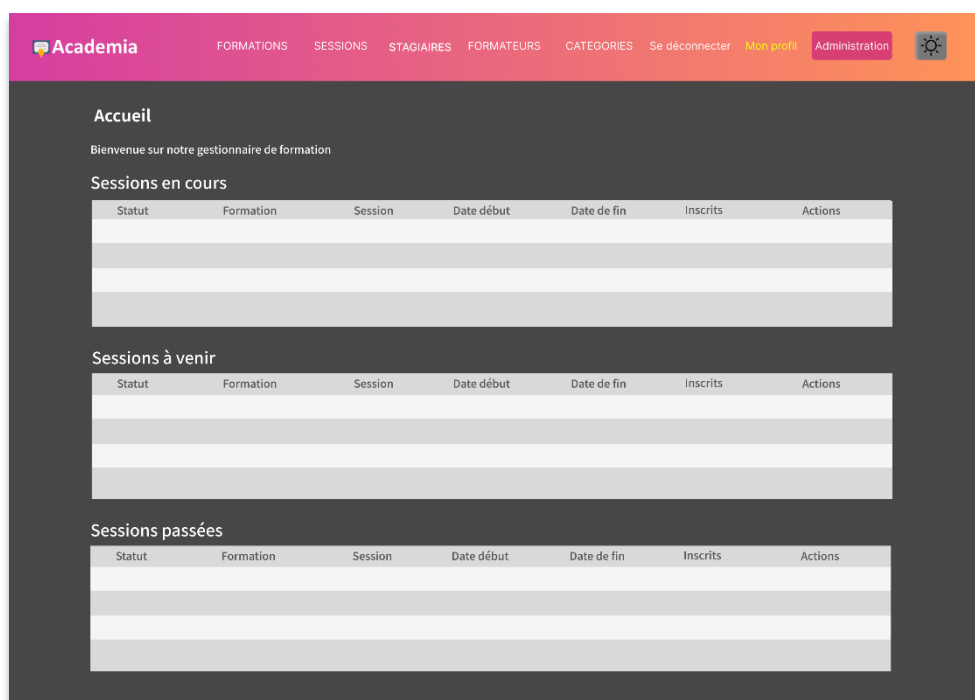 Academia FORMATIONS SESSIONS STAGIAIRES FORMATEURS CATEGORIES Se déconnecter Mon profil Administration
Accueil
Bienvenue sur notre gestionnaire de formation
Sessions en cours
Statut Formation Session Date début Date de fin Inscrits Actions
Sessions à venir
Statut Formation Session Date début Date de fin Inscrits Actions
Sessions passées
Statut Formation Session Date début Date de fin Inscrits Actions